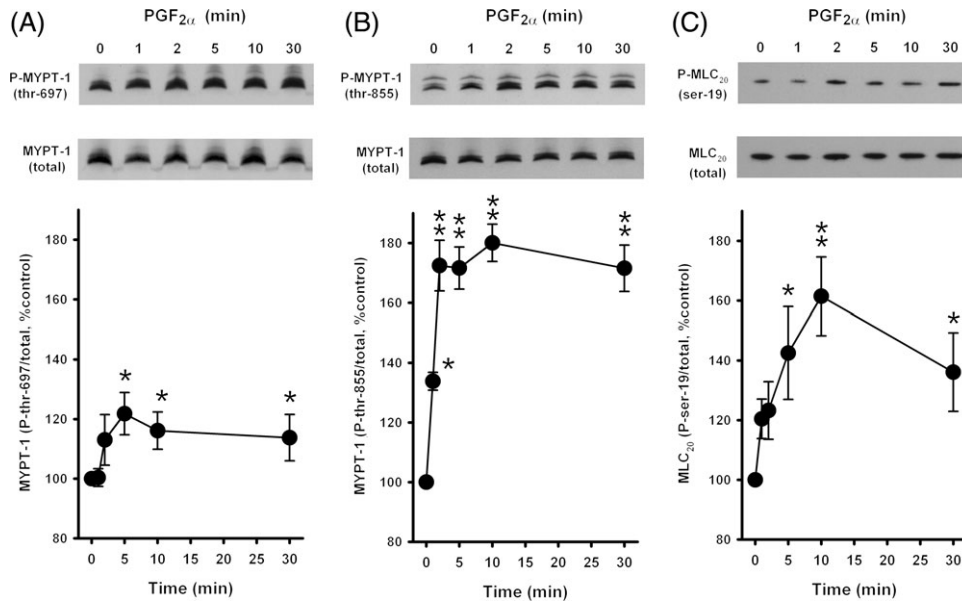 (A)
PGF2α (min)
0 1 2 5 10 30
P-MYPT-1
(thr-697)
MYPT-1
(total)
MYPT-1 (P-thr-697/total, %control)
180
160
140
120
100
80
* * *
0 5 10 15 20 25 30
Time (min)
(B)
PGF2α (min)
0 1 2 5 10 30
P-MYPT-1
(thr-855)
MYPT-1
(total)
MYPT-1 (P-thr-855/total, %control)
180
160
140
120
100
80
** ** ** **
*
0 5 10 15 20 25 30
Time (min)
(C)
PGF2α (min)
0 1 2 5 10 30
P-MLC20
(ser-19)
MLC20
(total)
MLC20 (P-ser-19/total, %control)
180
160
140
120
100
80
* ** *
0 5 10 15 20 25 30
Time (min)